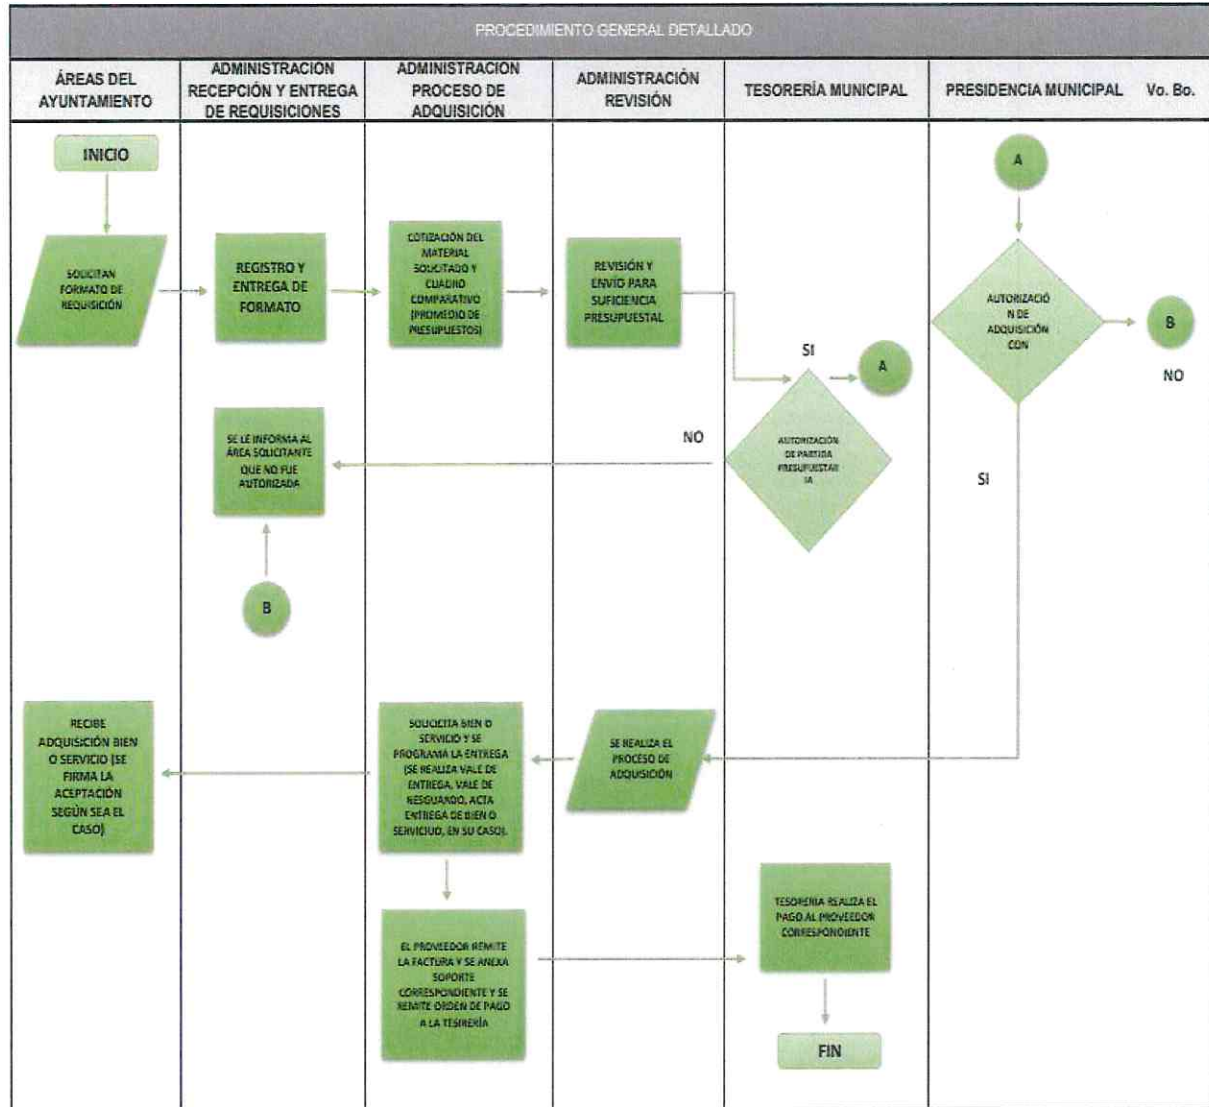 PROCEDIMIENTO GENERAL DETALLADO
ÁREAS DEL
AYUNTAMIENTO
ADMINISTRACION
RECEPCIÓN Y ENTREGA
DE REQUISICIONES
ADMINISTRACION
PROCESO DE
ADQUISICIÓN
ADMINISTRACIÓN
REVISIÓN
TESORERÍA MUNICIPAL
PRESIDENCIA MUNICIPAL Vo. Bo.
INICIO
SOLICITAN
FORMATO DE
REQUISICIÓN
REGISTRO Y
ENTREGA DE
FORMATO
COTIZACIÓN DEL
MATERIAL
SOLICITADO Y
CUADRO
COMPARATIVO
(PROMEDIO DE
PRESUPUESTOS)
REVISIÓN Y
ENVÍO PARA
SUFICIENCIA
PRESUPUESTAL
SI
A
AUTORIZACIÓN
DE PARTIDA
PRESUPUESTAR
IA
NO
A
AUTORIZACIÓ
N DE
ADQUISICIÓN
CON
B
NO
SI
SE LE INFORMA AL
ÁREA SOLICITANTE
QUE NO FUE
AUTORIZADA
B
SE REALIZA EL
PROCESO DE
ADQUISICIÓN
SOLICICITA BIEN O
SERVICIO Y SE
PROGRAMA LA ENTREGA
(SE REALIZA VALE DE
ENTREGA, VALE DE
RESGUANDO, ACTA
ENTREGA DE BIEN O
SERVICIUD, EN SU CASO).
RECIBE
ADQUISICIÓN BIEN
O SERVICIO (SE
FIRMA LA
ACEPTACIÓN
SEGÚN SEA EL
CASO)
EL PROVEEDOR REMITE
LA FACTURA Y SE ANEXA
SOPORTE
CORRESPONDIENTE Y SE
REMITE ORDEN DE PAGO
A LA TESIRERÍA
TESORERIA REALIZA EL
PAGO AL PROVEEDOR
CORRESPONDIENTE
FIN